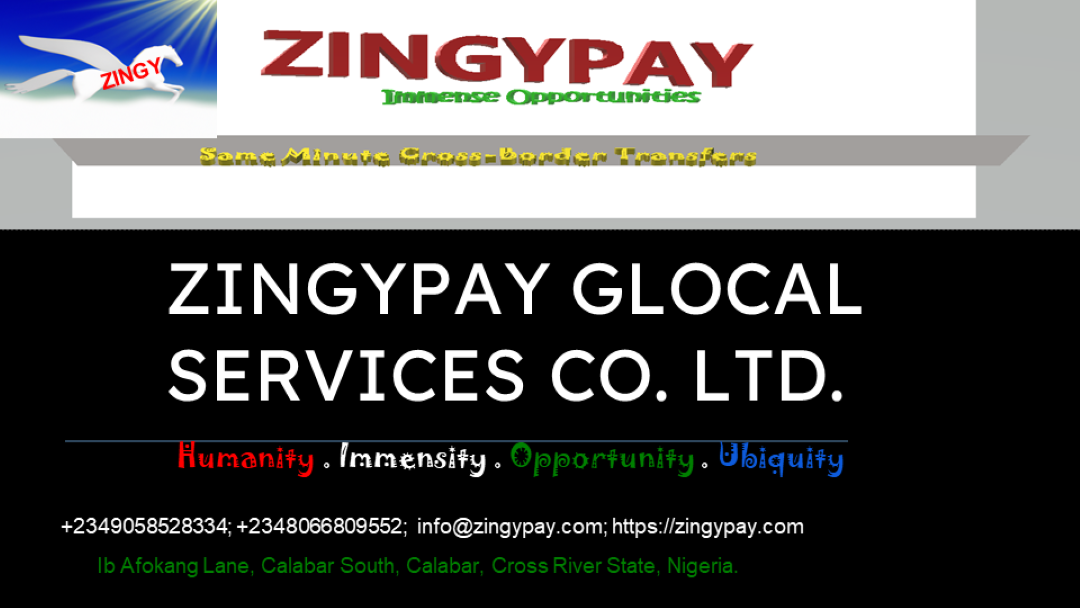 ZINGY
ZINGYPAY
Immense Opportunities
Same Minute Cross-border Transfers
ZINGYPAY GLOCAL
SERVICES CO. LTD.
Humanity . Immensity . Opportunity . Ubiquity
+2349058528334; +2348066809552; info@zingypay.com; https://zingypay.com
Ib Afokang Lane, Calabar South, Calabar, Cross River State, Nigeria.